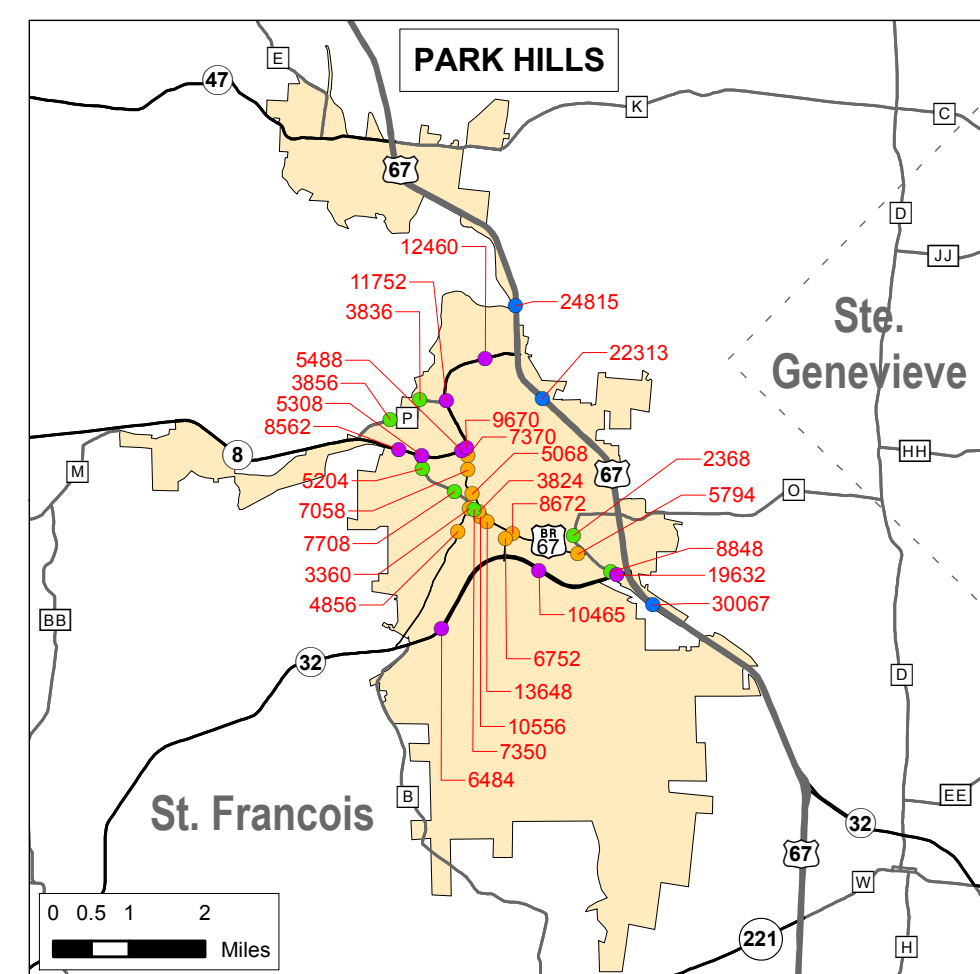 PARK HILLS
E
47
K
C
67
D
12460
JJ
11752
24815
3836
Ste.
Genevieve
5488
22313
3856
5308
P
9670
8562
7370
8
HH
M
5068
2368
67
5204
3824
5794
O
7058
8672
7708
BR
67
8848
3360
19632
4856
30067
10465
BB
6752
32
D
13648
10556
7350
6484
B
St. Francois
EE
32
67
W
0 0.5 1 2
Miles
221
H